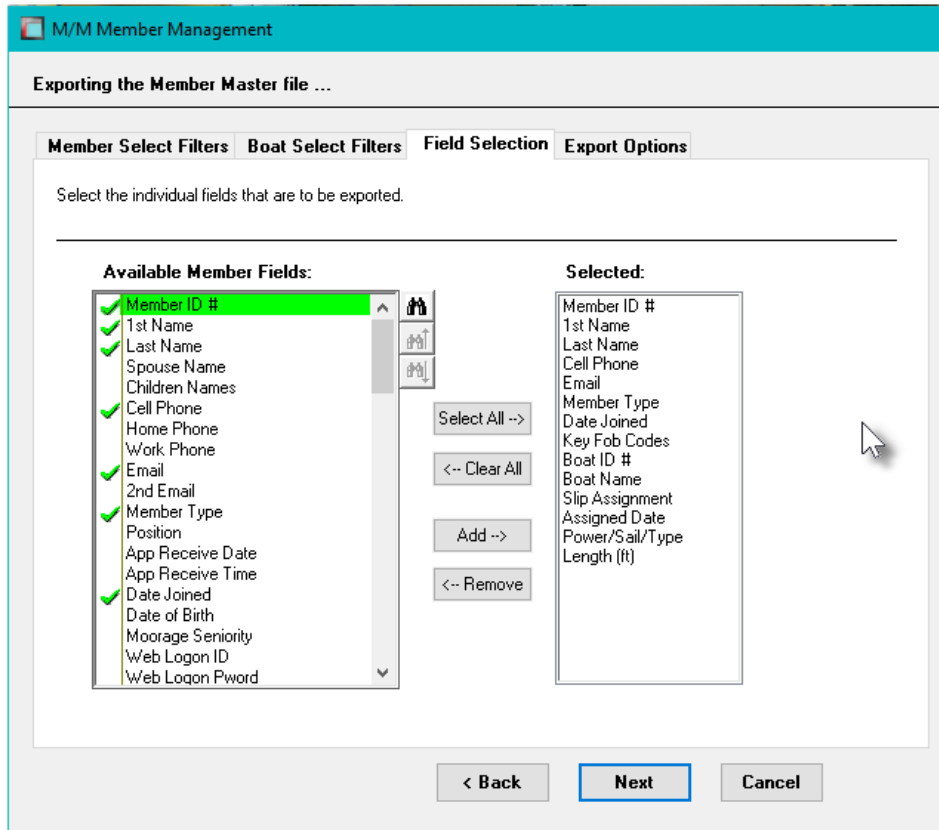 M/M Member Management
Exporting the Member Master file ...
Member Select Filters
Boat Select Filters
Field Selection
Export Options
Select the individual fields that are to be exported.
Available Member Fields:
Member ID #
1st Name
Last Name
Spouse Name
Children Names
Cell Phone
Home Phone
Work Phone
Email
2nd Email
Member Type
Position
App Receive Date
App Receive Time
Date Joined
Date of Birth
Moorage Seniority
Web Logon ID
Web Logon Pword
Select All -->
<-- Clear All
Add -->
<-- Remove
Selected:
Member ID #
1st Name
Last Name
Cell Phone
Email
Member Type
Date Joined
Key Fob Codes
Boat ID #
Boat Name
Slip Assignment
Assigned Date
Power/Sail/Type
Length (ft)
< Back
Next
Cancel